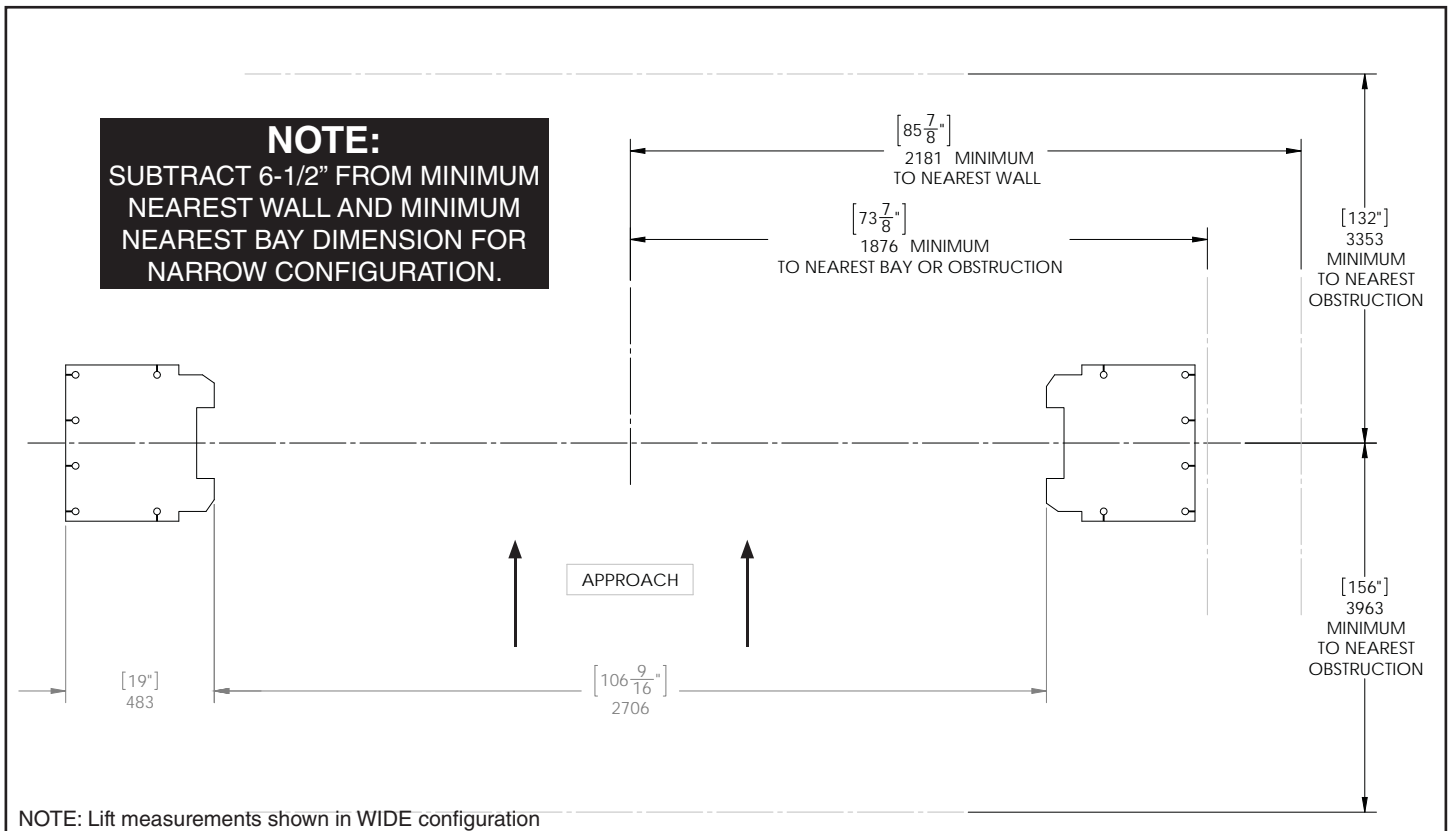 NOTE:
SUBTRACT 6-1/2” FROM MINIMUM
NEAREST WALL AND MINIMUM
NEAREST BAY DIMENSION FOR
NARROW CONFIGURATION.
[85 7/8"]
2181 MINIMUM
TO NEAREST WALL
[73 7/8"]
1876 MINIMUM
TO NEAREST BAY OR OBSTRUCTION
[132"]
3353
MINIMUM
TO NEAREST
OBSTRUCTION
APPROACH
[156"]
3963
MINIMUM
TO NEAREST
OBSTRUCTION
[19"]
483
[106 9/16"]
2706
NOTE: Lift measurements shown in WIDE configuration